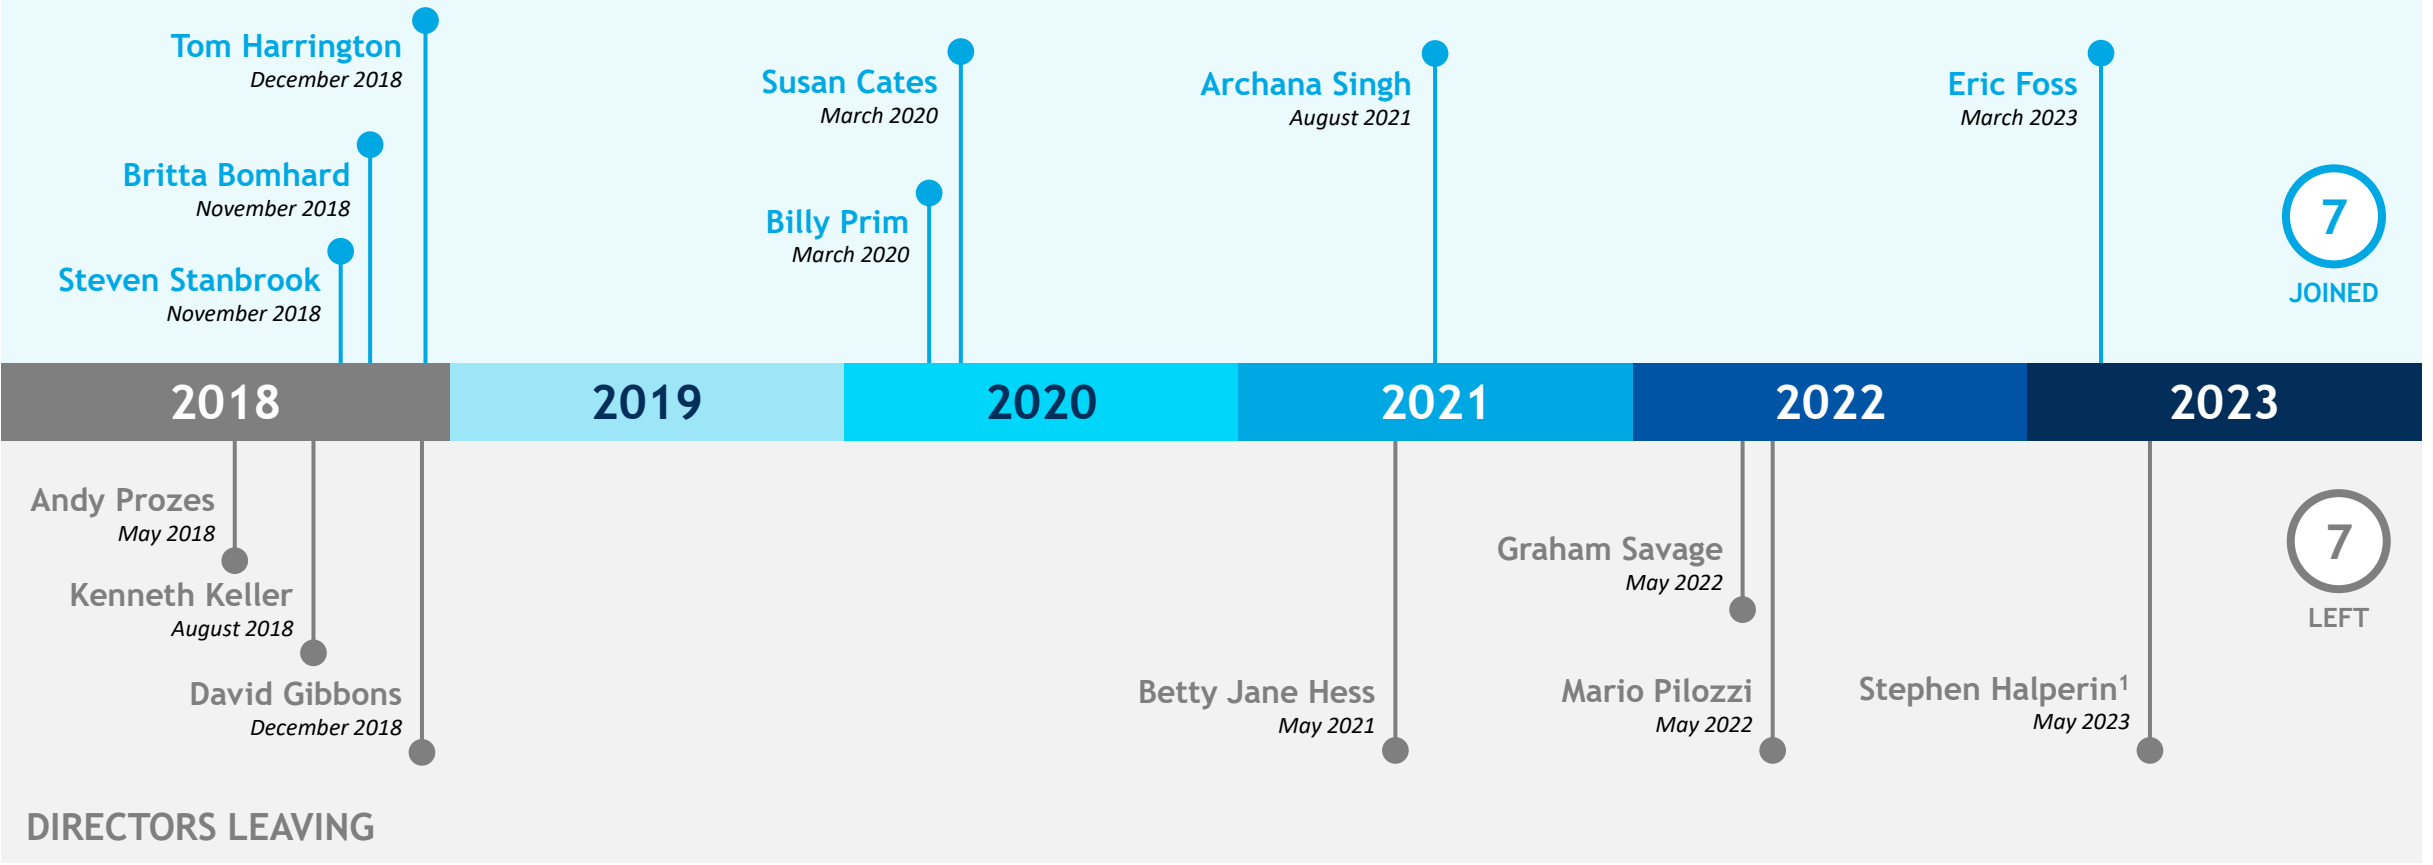 Tom Harrington
December 2018
Britta Bomhard
November 2018
Steven Stanbrook
November 2018
Susan Cates
March 2020
Billy Prim
March 2020
Archana Singh
August 2021
Eric Foss
March 2023
7
JOINED
2018 2019 2020 2021 2022 2023
Andy Prozes
May 2018
Kenneth Keller
August 2018
David Gibbons
December 2018
Betty Jane Hess
May 2021
Graham Savage
May 2022
Mario Pilozzi
May 2022
Stephen Halperin¹
May 2023
7
LEFT
DIRECTORS LEAVING